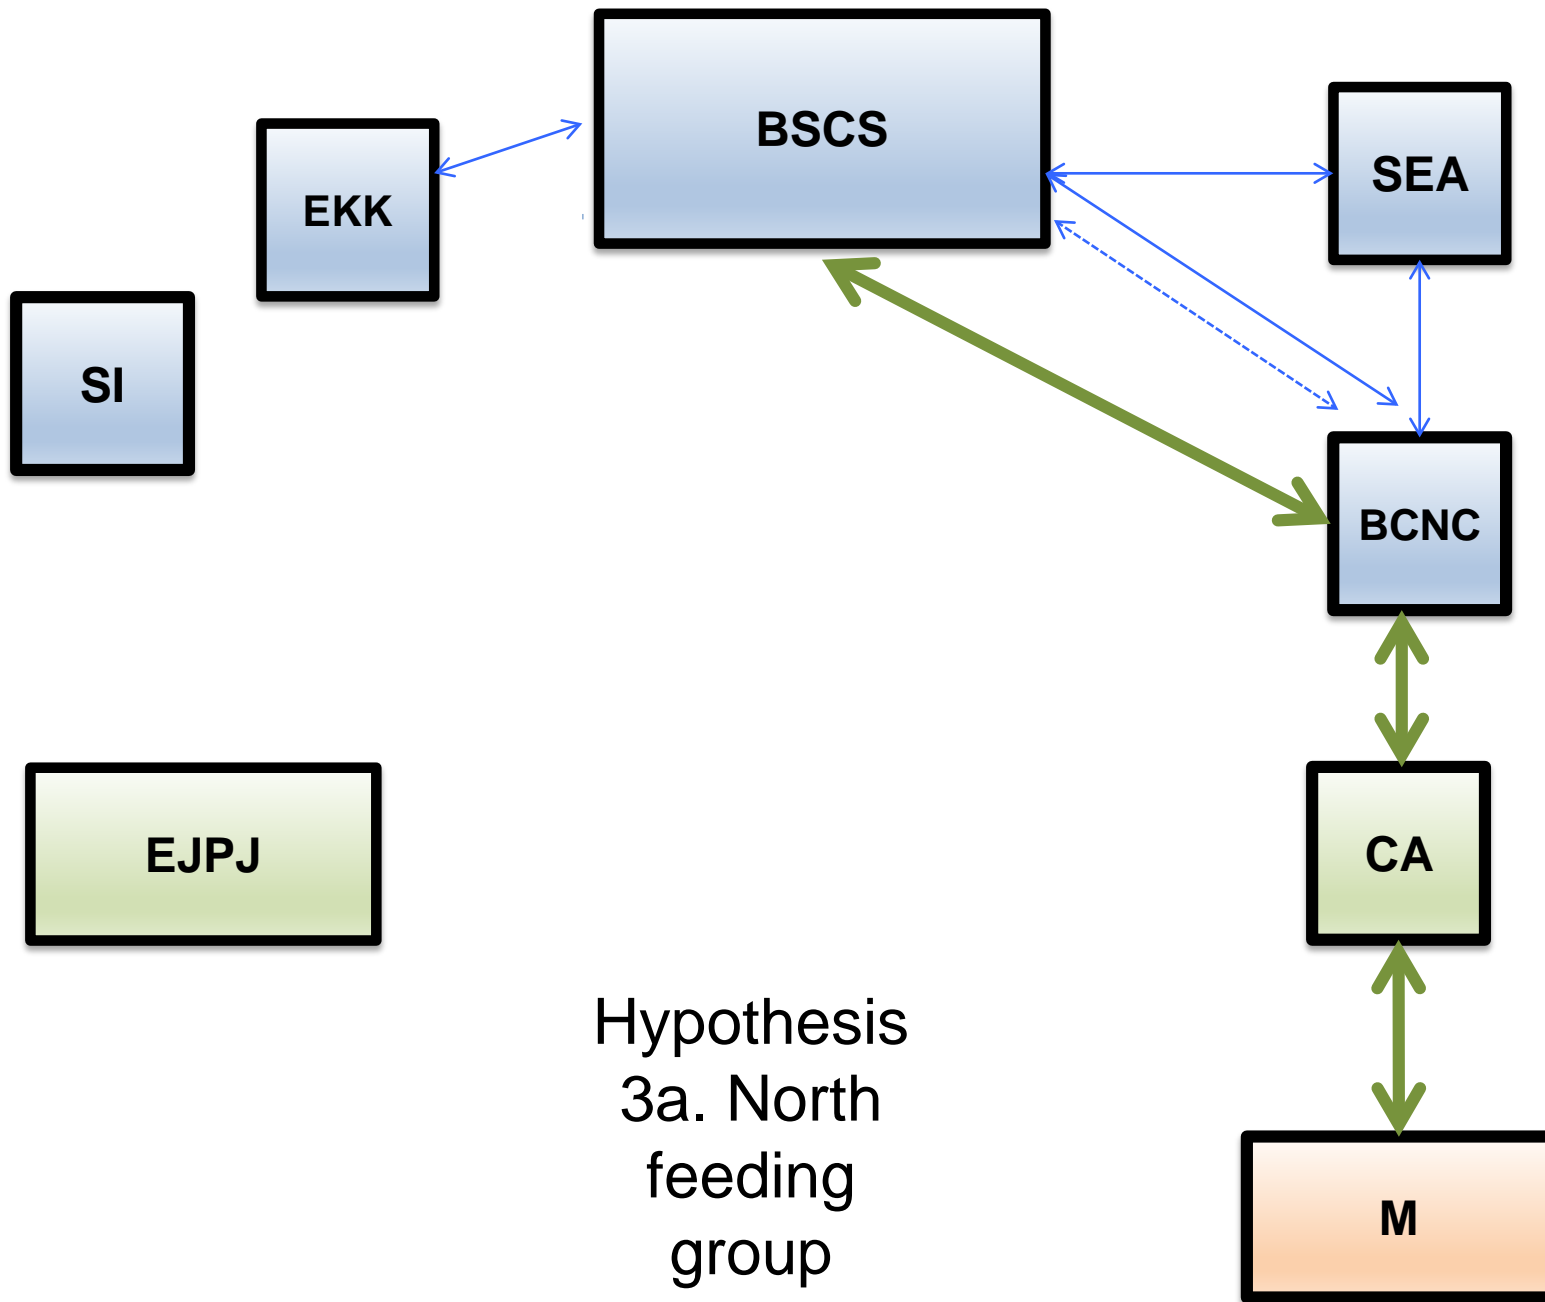 BSCS
SEA
EKK
SI
BCNC
EJPJ
CA
Hypothesis
3a. North
feeding
group
M